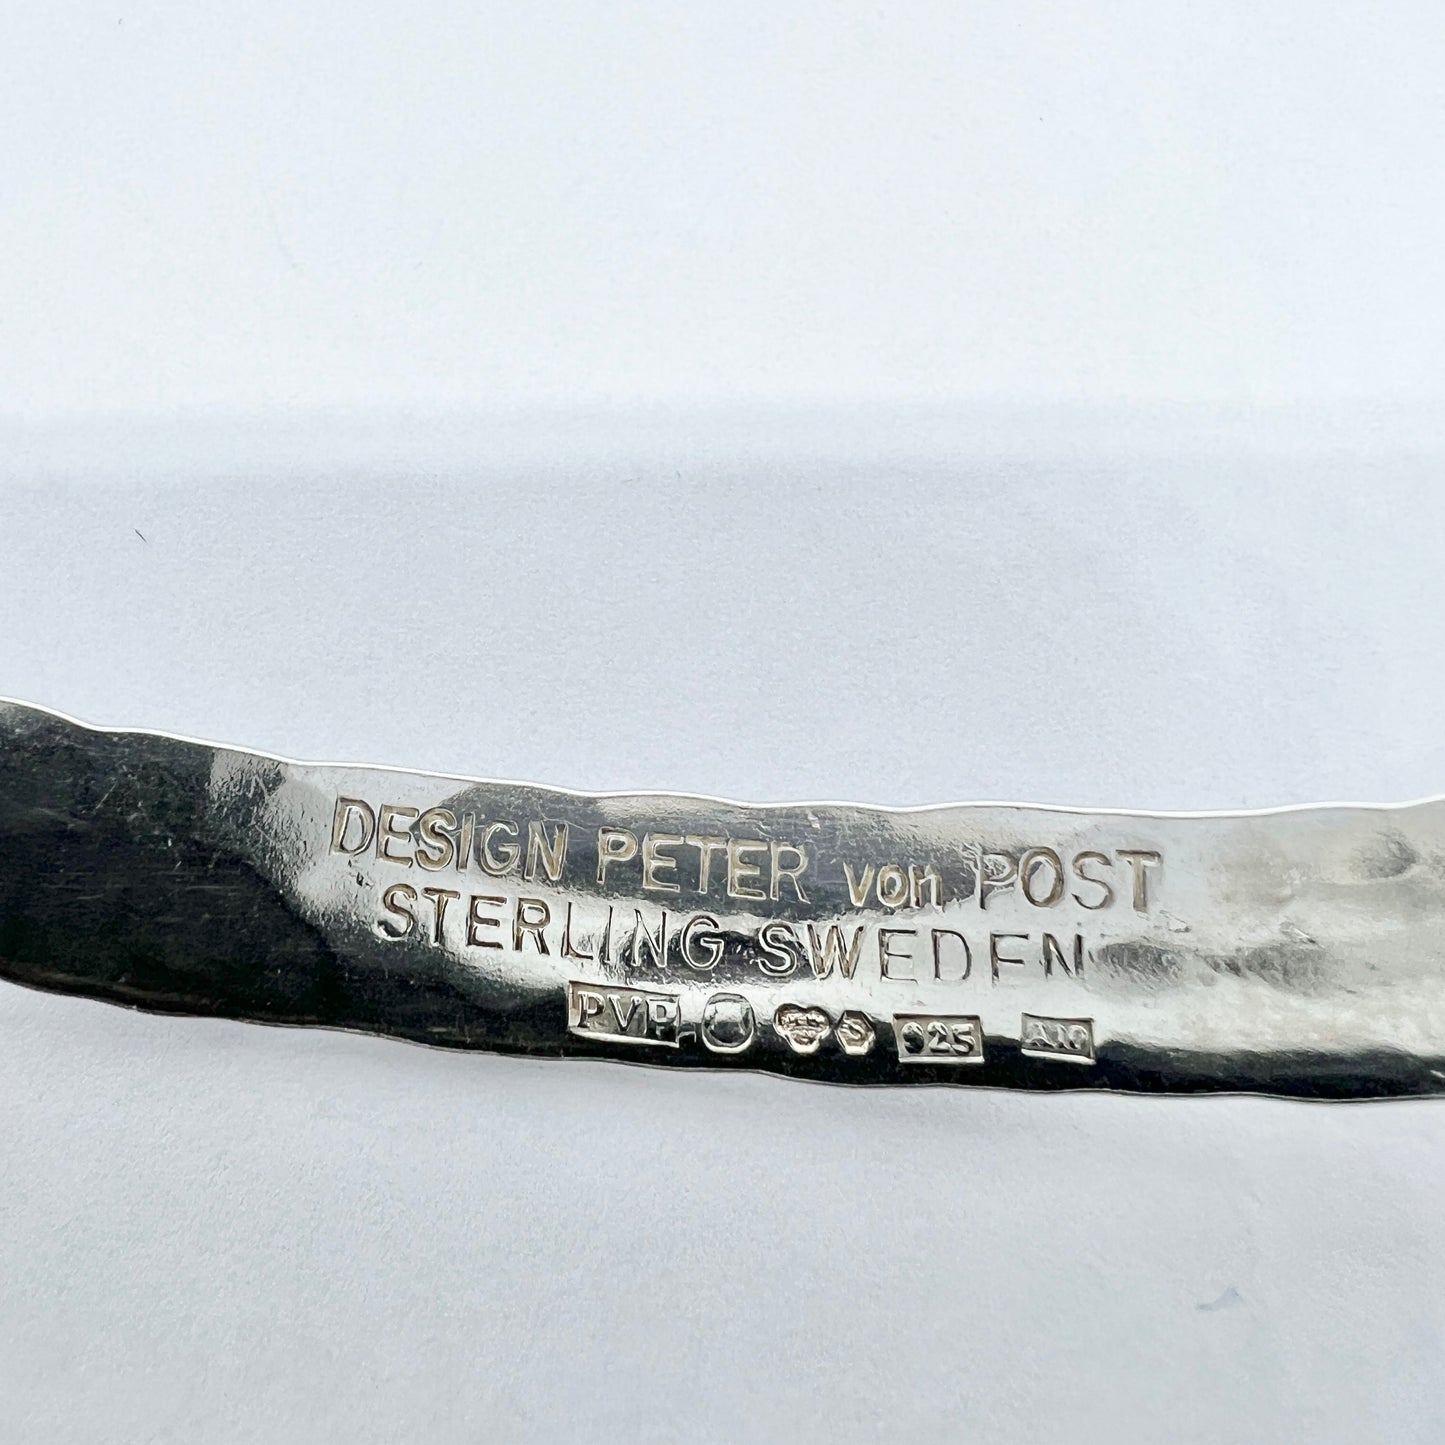 DESIGN PETER von POST
STERLING SWEDEN
PVP S 925 A10